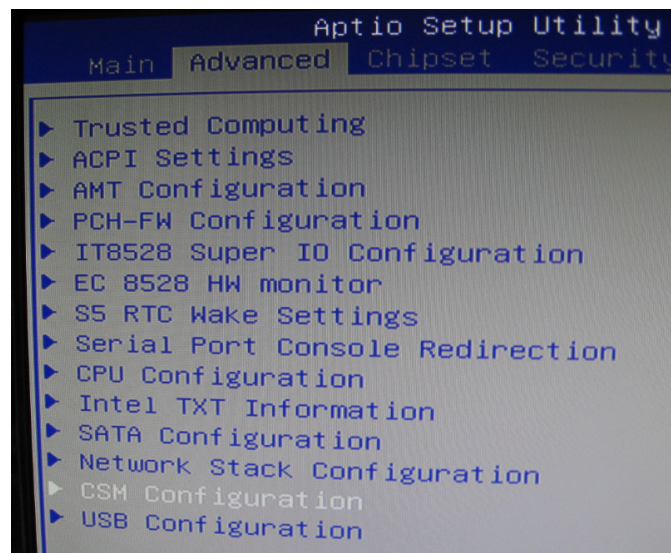 Aptio Setup Utility
Main Advanced Chipset Security
Trusted Computing
ACPI Settings
AMT Configuration
PCH-FW Configuration
IT8528 Super IO Configuration
EC 8528 HW monitor
S5 RTC Wake Settings
Serial Port Console Redirection
CPU Configuration
Intel TXT Information
SATA Configuration
Network Stack Configuration
CSM Configuration
USB Configuration